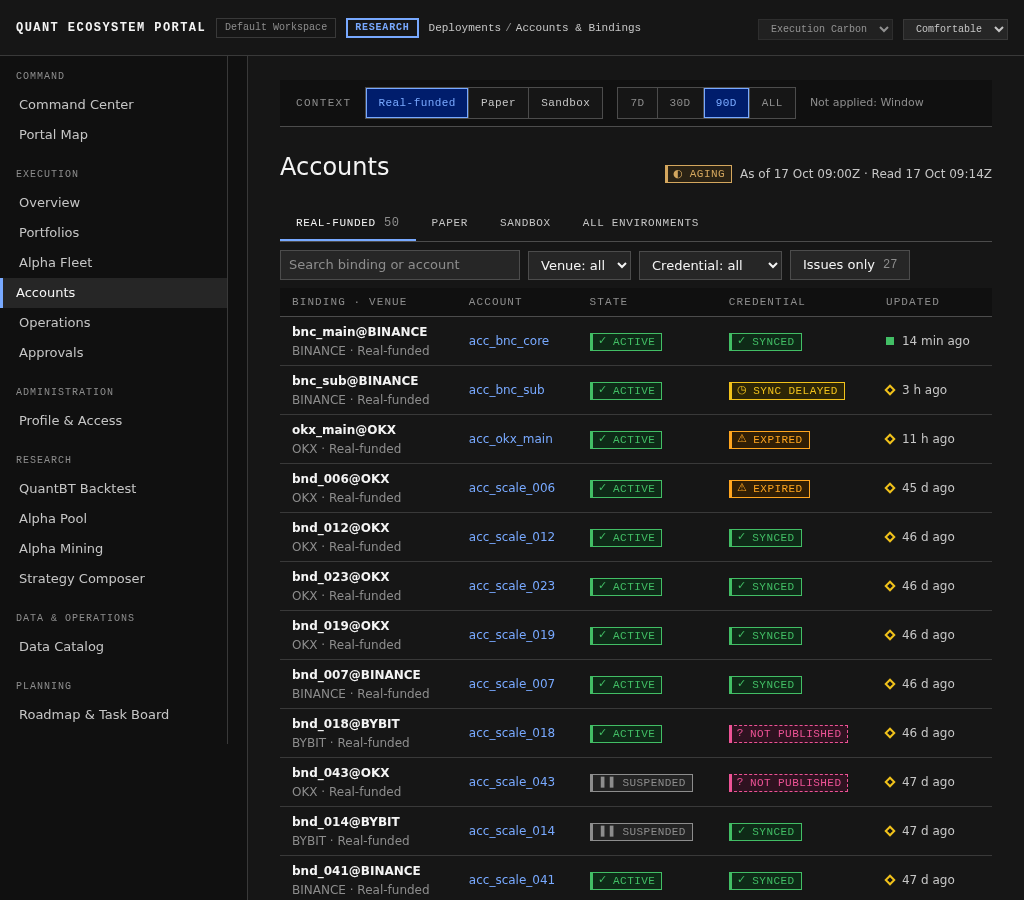 QUANT ECOSYSTEM PORTAL Default Workspace RESEARCH Deployments / Accounts & Bindings Execution Carbon Comfortable
COMMAND
Command Center
Portal Map
EXECUTION
Overview
Portfolios
Alpha Fleet
Accounts
Operations
Approvals
ADMINISTRATION
Profile & Access
RESEARCH
QuantBT Backtest
Alpha Pool
Alpha Mining
Strategy Composer
DATA & OPERATIONS
Data Catalog
PLANNING
Roadmap & Task Board
CONTEXT Real-funded Paper Sandbox 7D 30D 90D ALL Not applied: Window
Accounts
◐ AGING As of 17 Oct 09:00Z · Read 17 Oct 09:14Z
REAL-FUNDED 50 PAPER SANDBOX ALL ENVIRONMENTS
Search binding or account Venue: all Credential: all Issues only 27
BINDING · VENUE ACCOUNT STATE CREDENTIAL UPDATED
bnc_main@BINANCE
BINANCE · Real-funded acc_bnc_core ✓ ACTIVE ✓ SYNCED 14 min ago
bnc_sub@BINANCE
BINANCE · Real-funded acc_bnc_sub ✓ ACTIVE ◷ SYNC DELAYED 3 h ago
okx_main@OKX
OKX · Real-funded acc_okx_main ✓ ACTIVE ⚠ EXPIRED 11 h ago
bnd_006@OKX
OKX · Real-funded acc_scale_006 ✓ ACTIVE ⚠ EXPIRED 45 d ago
bnd_012@OKX
OKX · Real-funded acc_scale_012 ✓ ACTIVE ✓ SYNCED 46 d ago
bnd_023@OKX
OKX · Real-funded acc_scale_023 ✓ ACTIVE ✓ SYNCED 46 d ago
bnd_019@OKX
OKX · Real-funded acc_scale_019 ✓ ACTIVE ✓ SYNCED 46 d ago
bnd_007@BINANCE
BINANCE · Real-funded acc_scale_007 ✓ ACTIVE ✓ SYNCED 46 d ago
bnd_018@BYBIT
BYBIT · Real-funded acc_scale_018 ✓ ACTIVE ? NOT PUBLISHED 46 d ago
bnd_043@OKX
OKX · Real-funded acc_scale_043 ❚❚ SUSPENDED ? NOT PUBLISHED 47 d ago
bnd_014@BYBIT
BYBIT · Real-funded acc_scale_014 ❚❚ SUSPENDED ✓ SYNCED 47 d ago
bnd_041@BINANCE
BINANCE · Real-funded acc_scale_041 ✓ ACTIVE ✓ SYNCED 47 d ago